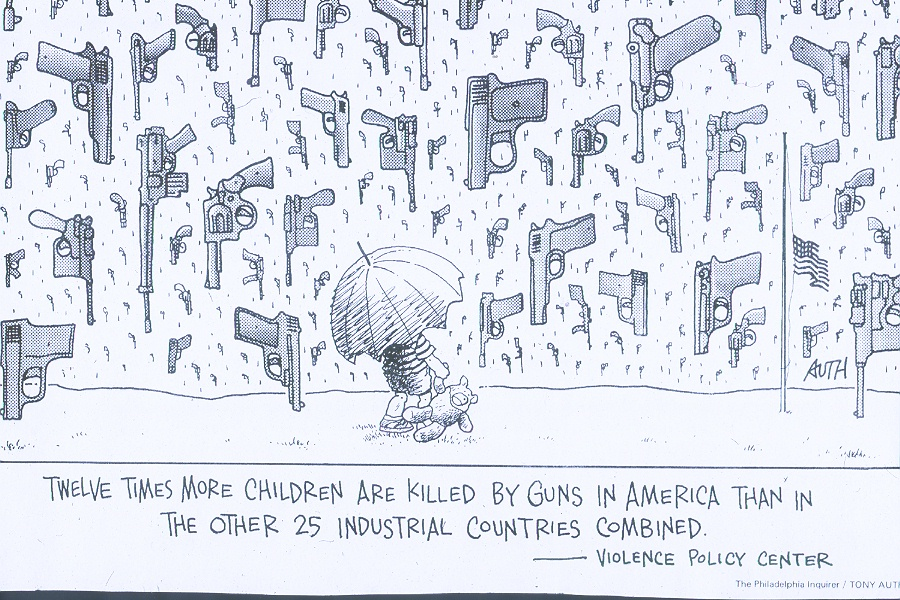 AUTH
TWELVE TIMES MORE CHILDREN ARE KILLED BY GUNS IN AMERICA THAN IN
THE OTHER 25 INDUSTRIAL COUNTRIES COMBINED.
— VIOLENCE POLICY CENTER
The Philadelphia Inquirer / TONY AUTH